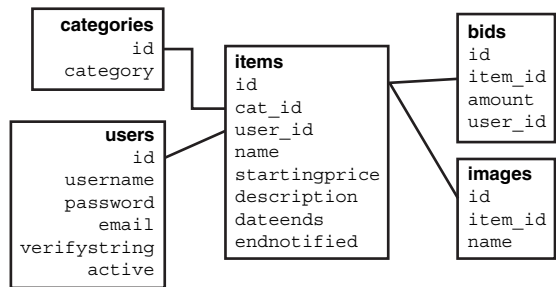 categories
id
category
users
id
username
password
email
verifystring
active
items
id
cat_id
user_id
name
startingprice
description
dateends
endnotified
bids
id
item_id
amount
user_id
images
id
item_id
name